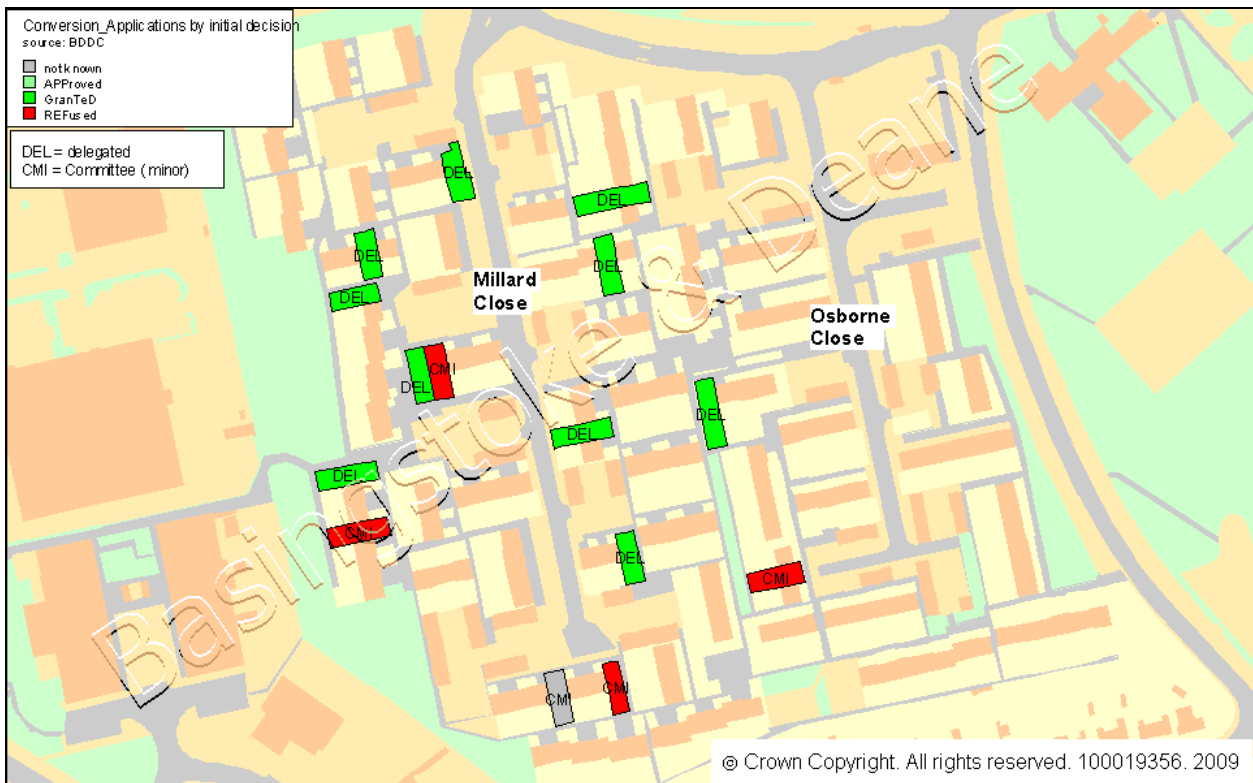 Conversion_Applications by initial decision
source: BDDC
notknown
APProved
GranTeD
REFused
DEL = delegated
CMI = Committee (minor)
DEL
DEL
DEL
DEL
DEL
Millard
Close
Osborne
Close
CMI
DEL
DEL
DEL
DEL
CMI
DEL
CMI
CMI
CMI
Basingstoke & Deane
© Crown Copyright. All rights reserved. 100019356. 2009